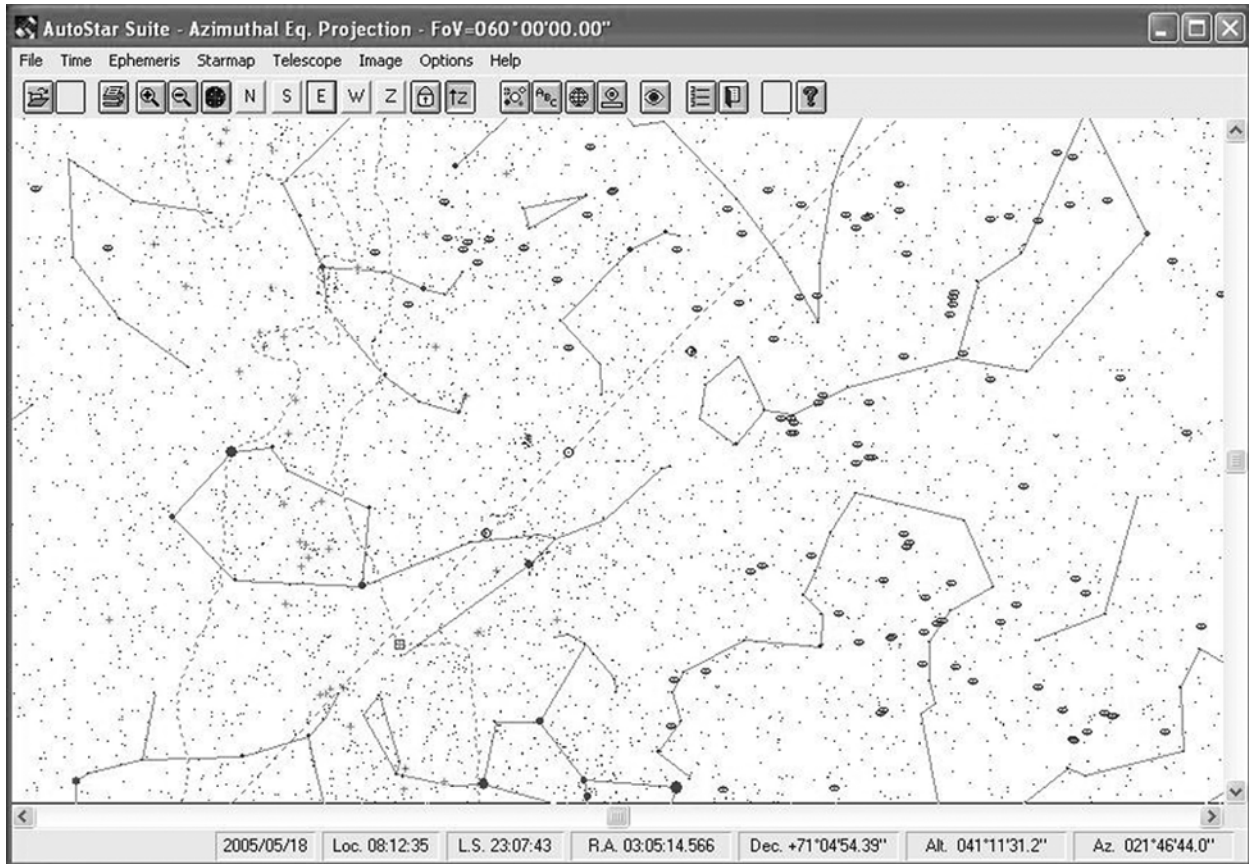 AutoStar Suite - Azimuthal Eq. Projection - FoV=060°00'00.00"
File Time Ephemeris Starmap Telescope Image Options Help
N S E W Z Z ABC ?
2005/05/18 Loc. 08:12:35 L.S. 23:07:43 R.A. 03:05:14.566 Dec. +71°04'54.39" Alt. 041°11'31.2" Az. 021°46'44.0"